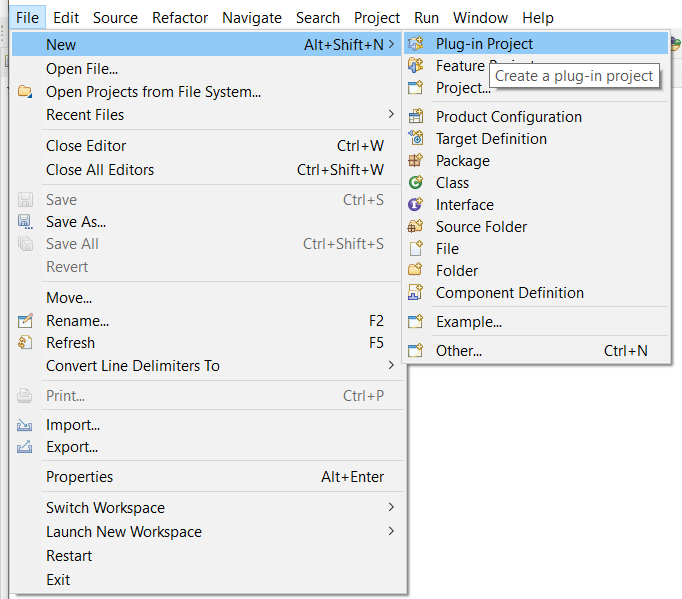 File Edit Source Refactor Navigate Search Project Run Window Help
New Alt+Shift+N
Open File...
Open Projects from File System...
Recent Files
Close Editor Ctrl+W
Close All Editors Ctrl+Shift+W
Save Ctrl+S
Save As...
Save All Ctrl+Shift+S
Revert
Move...
Rename... F2
Refresh F5
Convert Line Delimiters To
Print... Ctrl+P
Import...
Export...
Properties Alt+Enter
Switch Workspace
Launch New Workspace
Restart
Exit
Plug-in Project
Feature
Create a plug-in project
Project...
Product Configuration
Target Definition
Package
Class
Interface
Source Folder
File
Folder
Component Definition
Example...
Other... Ctrl+N